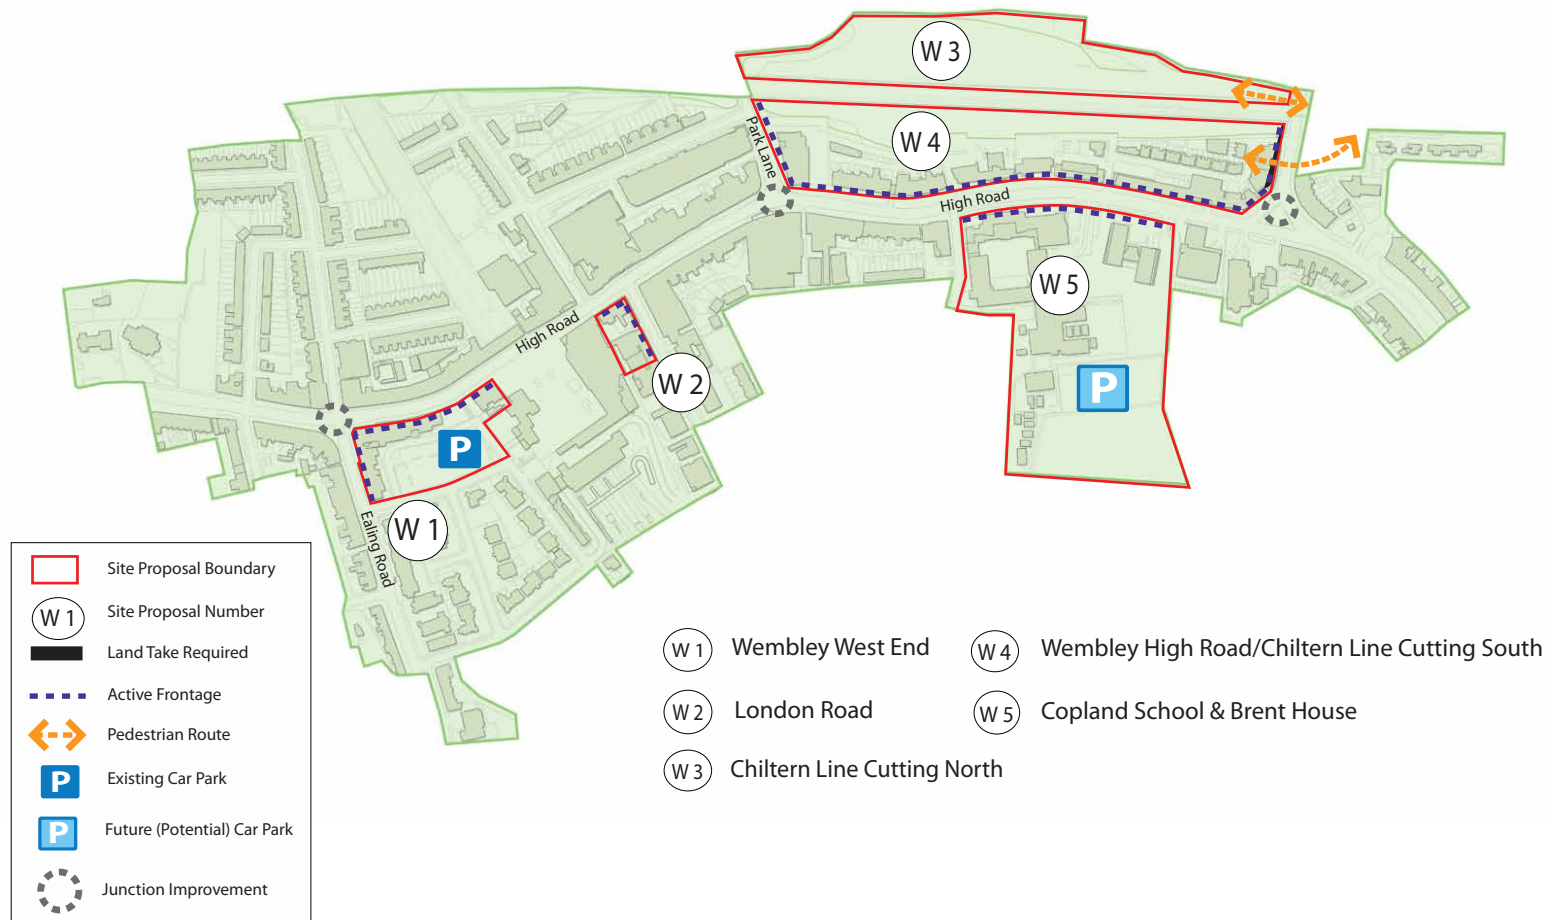 W 3
W 4
Park Lane
High Road
W 5
High Road
W 2
P
P
W 1
Ealing Road
Site Proposal Boundary
W 1 Site Proposal Number
Land Take Required
Active Frontage
Pedestrian Route
P Existing Car Park
P Future (Potential) Car Park
Junction Improvement
W 1 Wembley West End
W 2 London Road
W 3 Chiltern Line Cutting North
W 4 Wembley High Road/Chiltern Line Cutting South
W 5 Copland School & Brent House